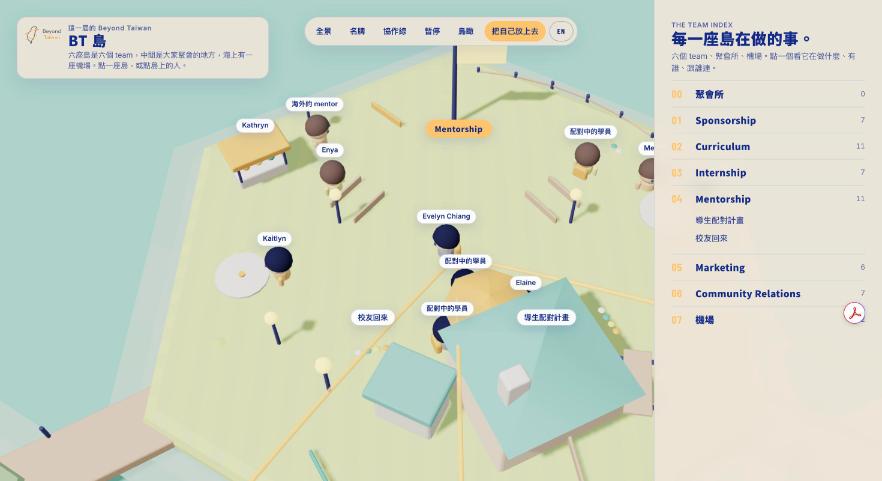 Beyond
Taiwan
這一屆的 Beyond Taiwan
BT 島
六座島是六個 team，中間是大家聚會的地方，海上有一
座機場。點一座島，或點島上的人。
全景
名牌
協作線
暫停
鳥瞰
把自己放上去
EN
THE TEAM INDEX
每一座島在做的事。
六個 team、聚會所、機場。點一個看它在做什麼、有
誰、跟誰連。
00 聚會所 0
01 Sponsorship 7
02 Curriculum 11
03 Internship 7
04 Mentorship 11
導生配對計畫
校友回來
05 Marketing 6
06 Community Relations 7
07 機場
海外的 mentor
Kathryn
Mentorship
配對中的學員
Enya
Me
Evelyn Chiang
Kaitlyn
配對中的學員
Elaine
配對中的學員
校友回來
導生配對計畫